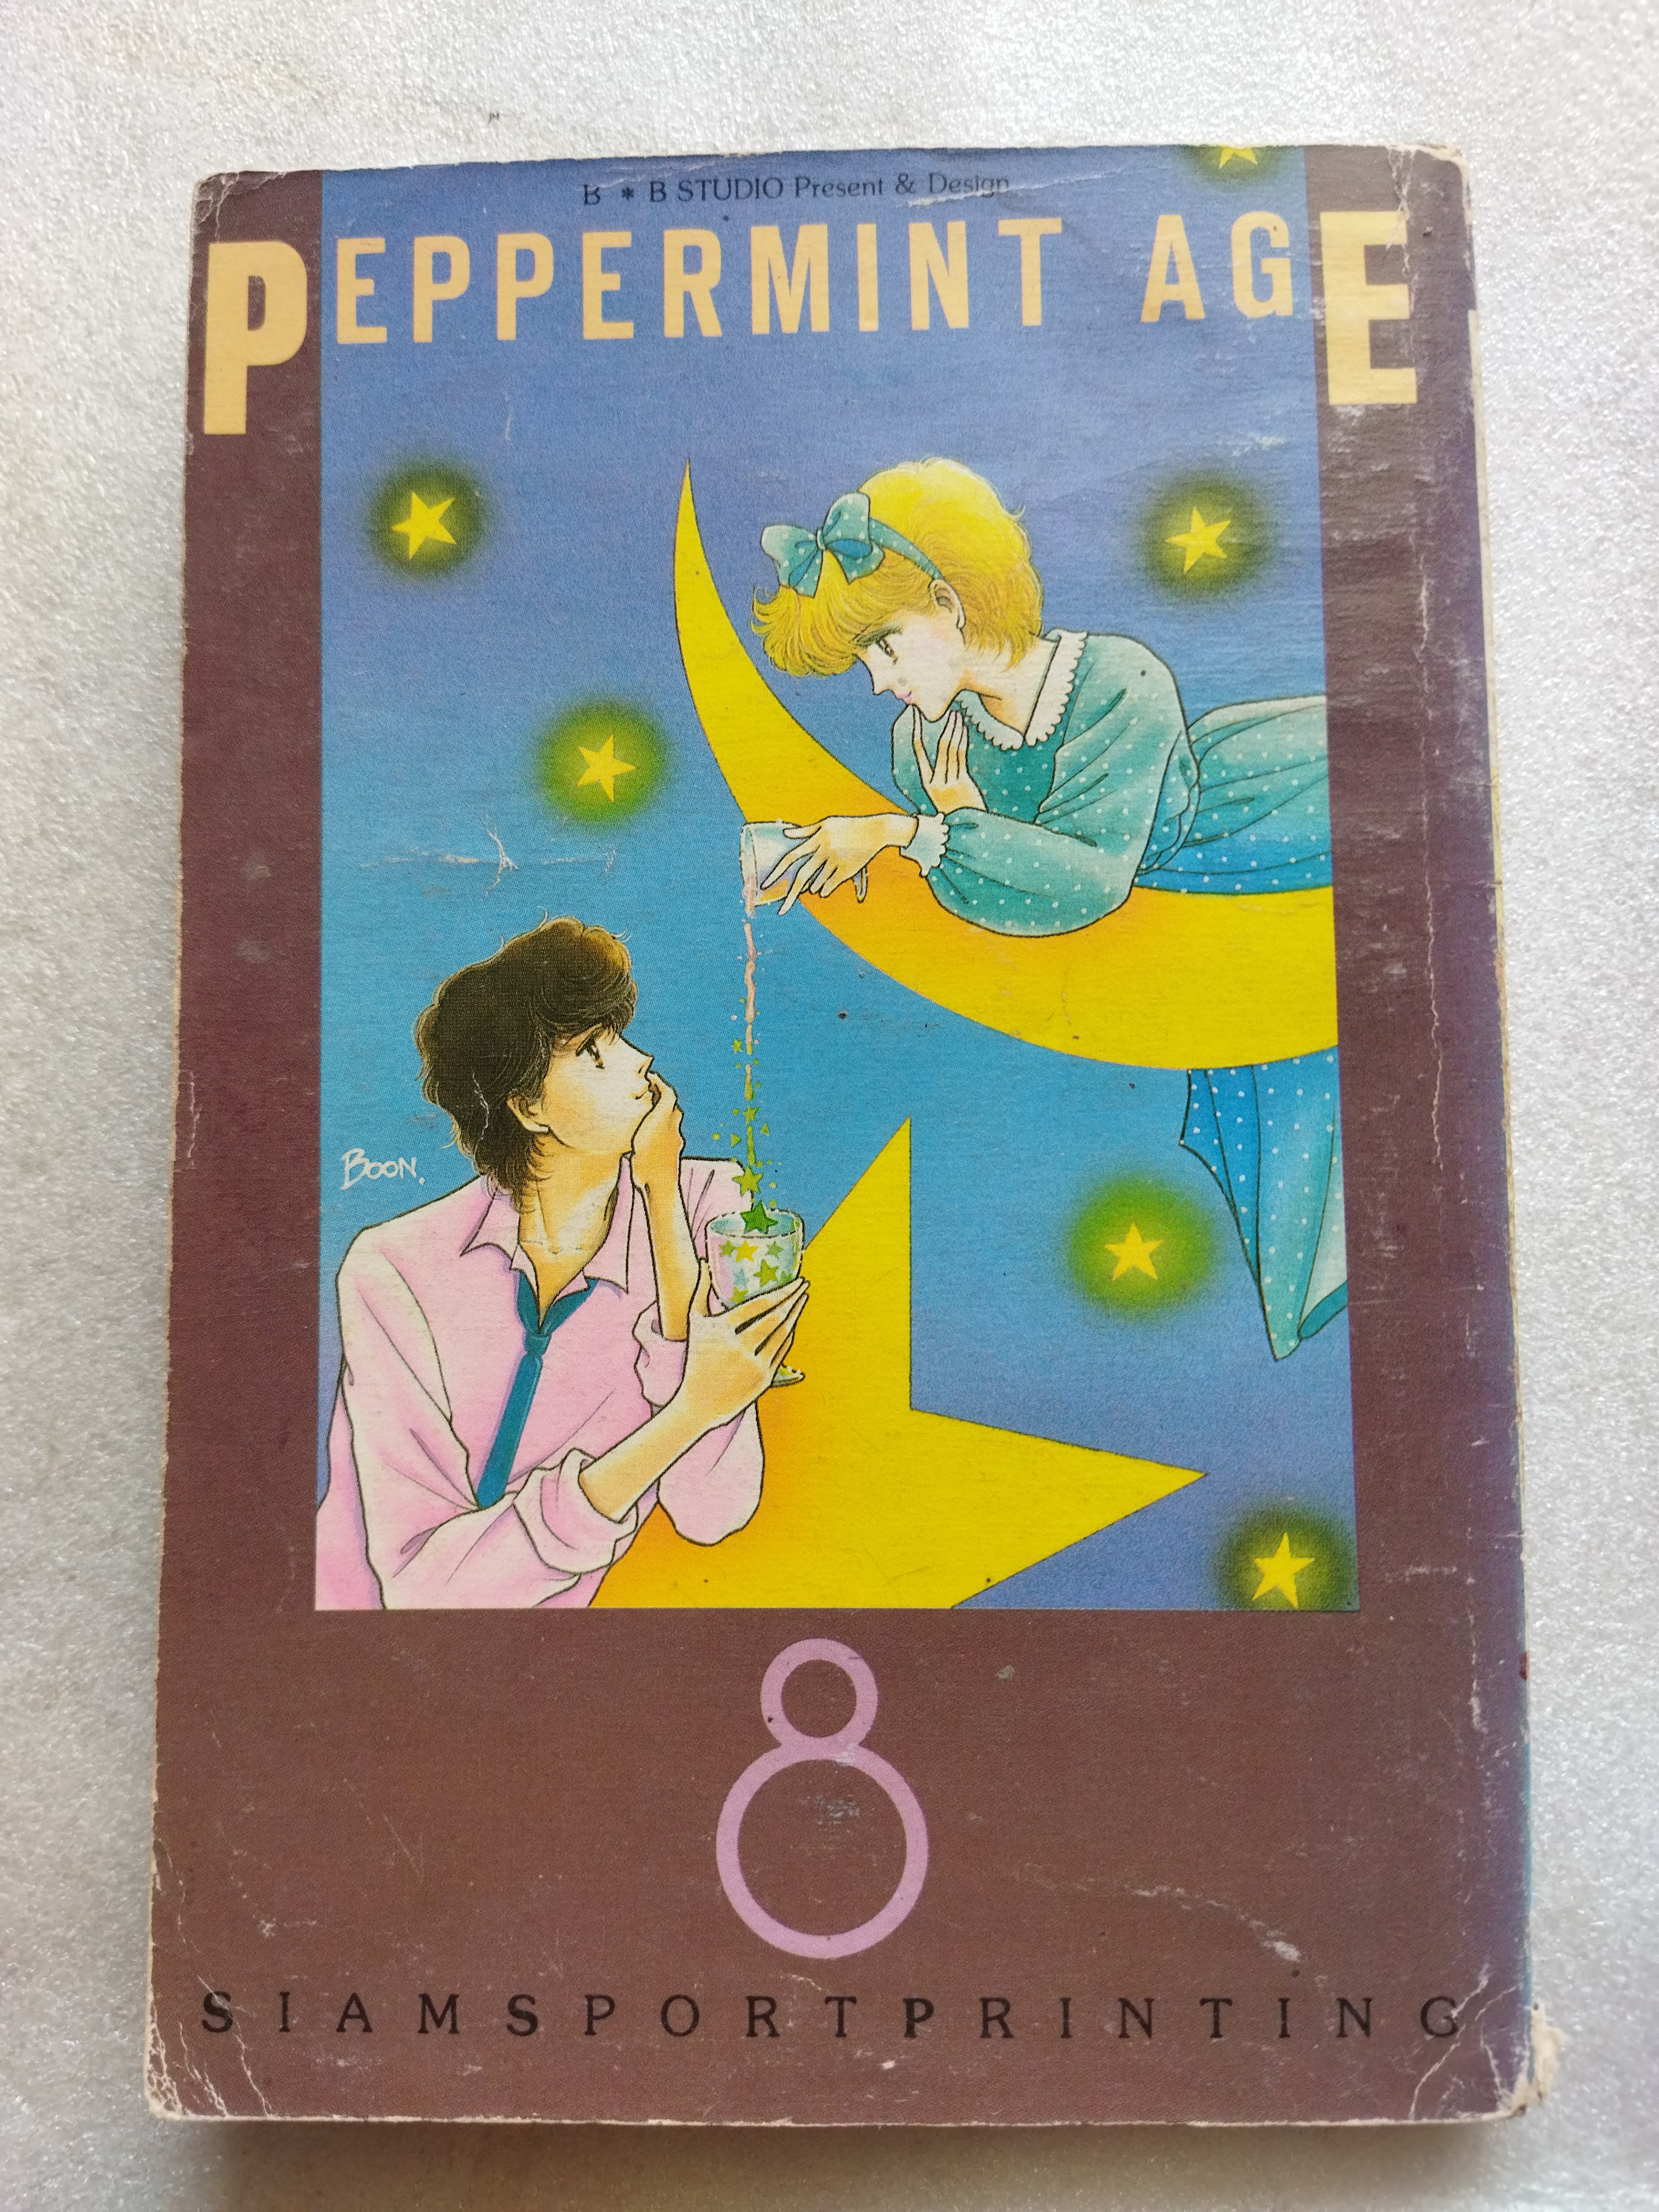 B * B STUDIO Present & Design
PEPPERMINT AGE
BOON.
8
SIAMSPORTPRINTING